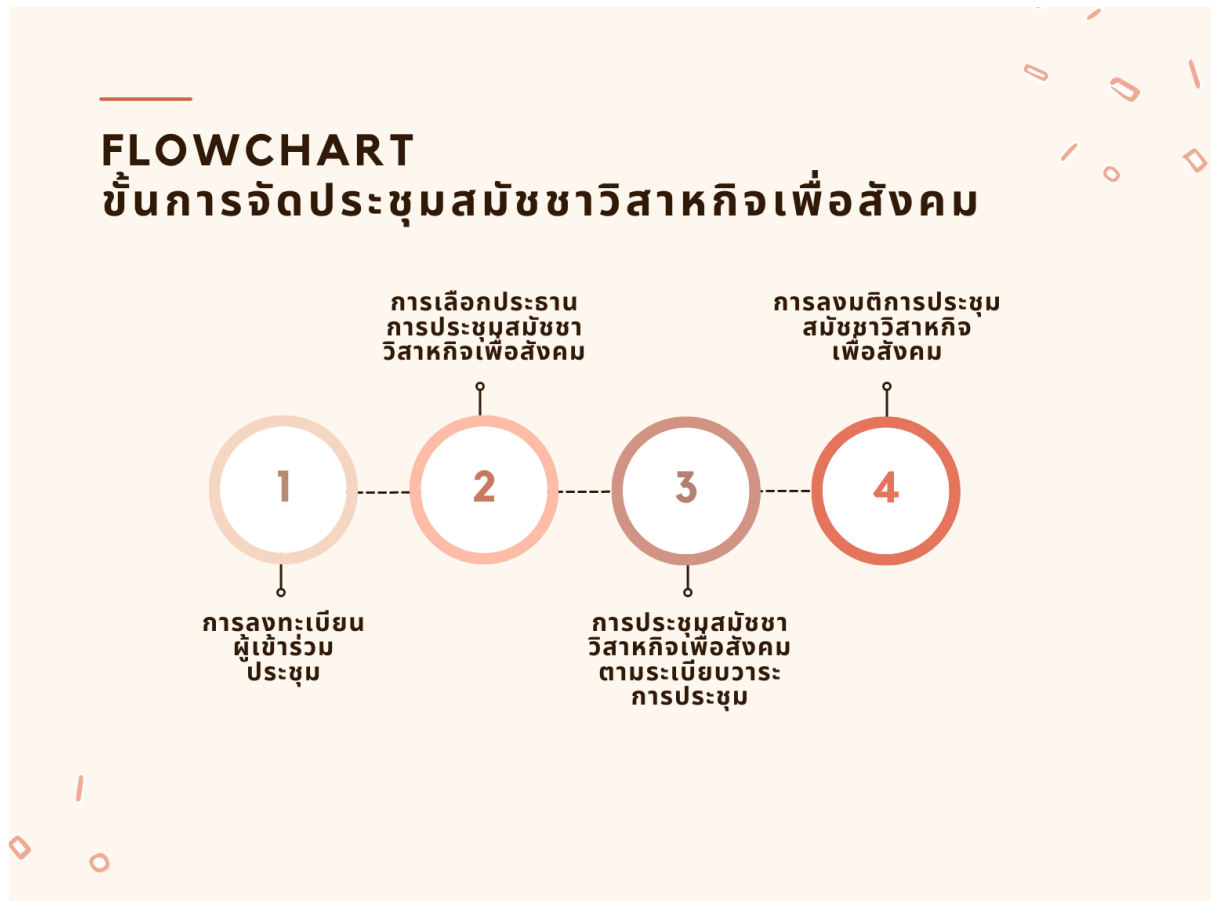 FLOWCHART
ขั้นการจัดประชุมสมัชชาวิสาหกิจเพื่อสังคม
1
การลงทะเบียน
ผู้เข้าร่วม
ประชุม
2
การเลือกประธาน
การประชุมสมัชชา
วิสาหกิจเพื่อสังคม
3
การประชุมสมัชชา
วิสาหกิจเพื่อสังคม
ตามระเบียบวาระ
การประชุม
4
การลงมติการประชุม
สมัชชาวิสาหกิจ
เพื่อสังคม